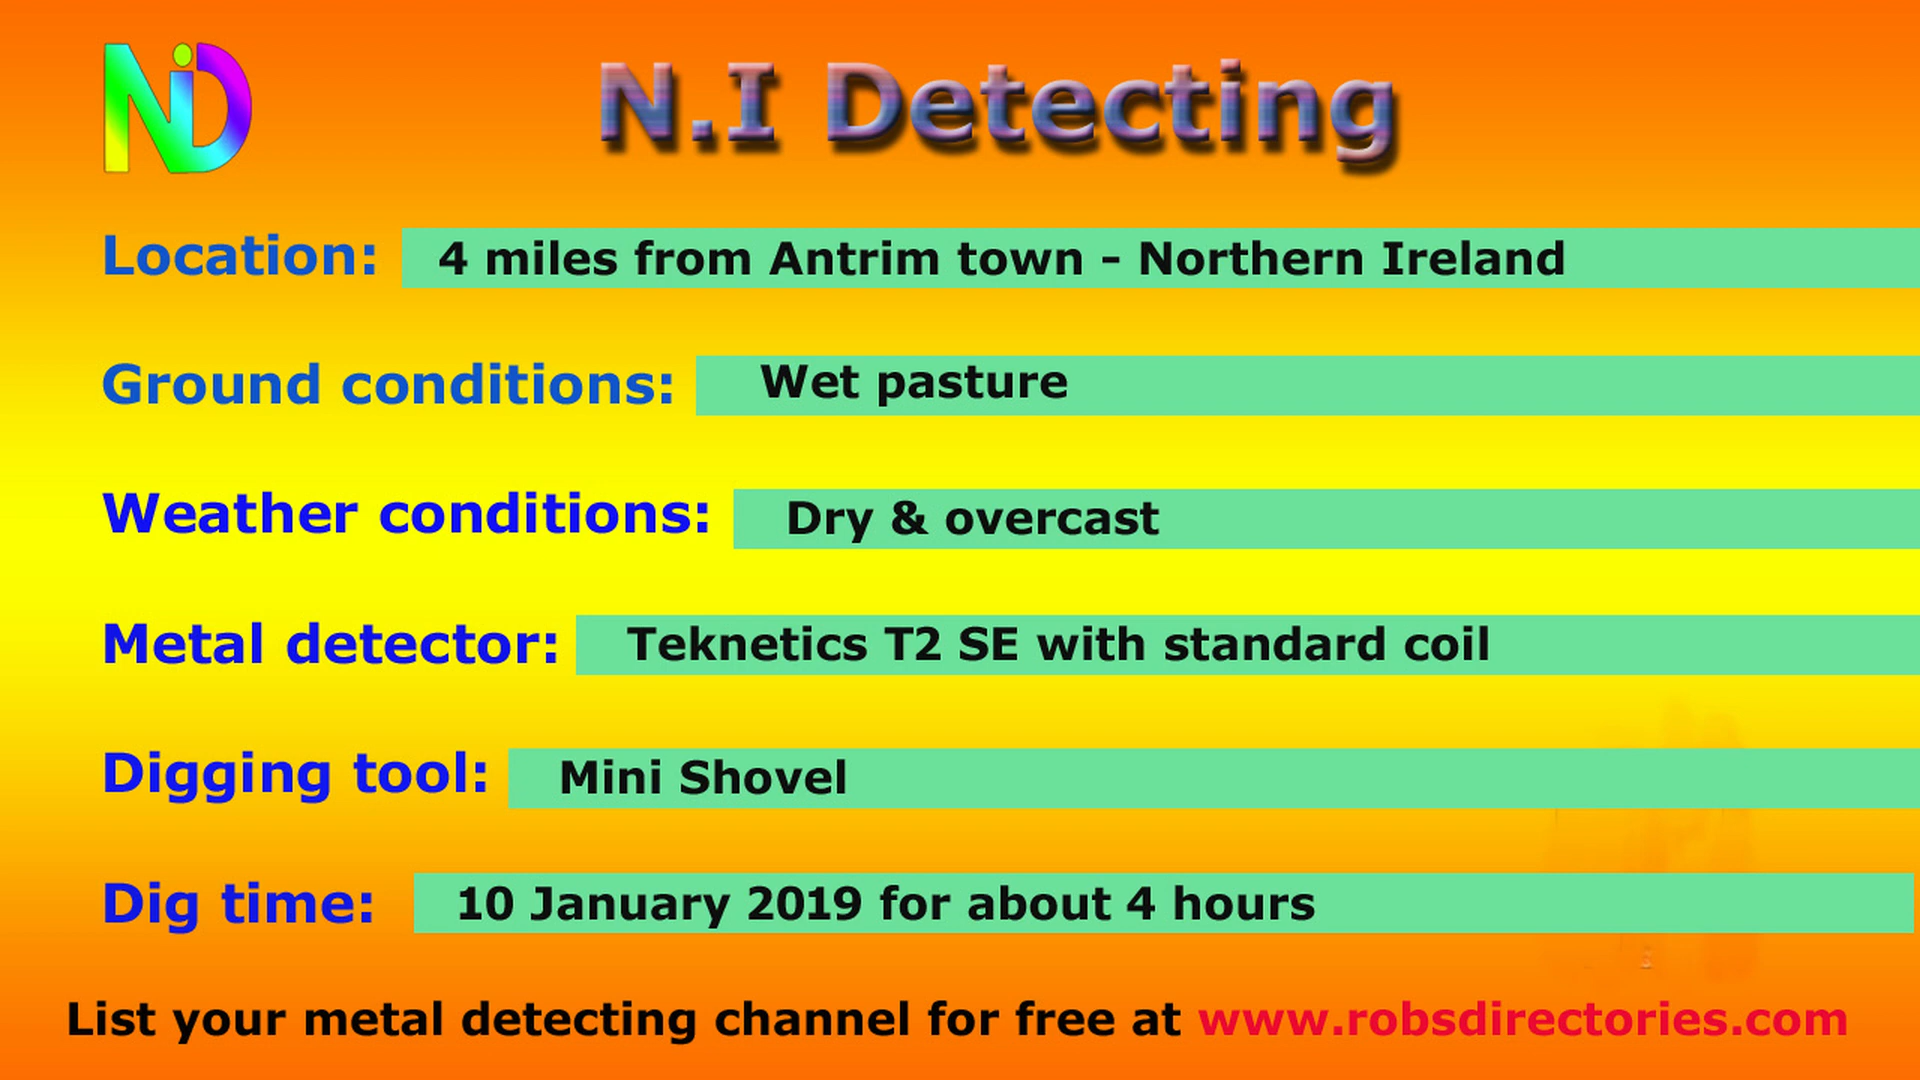 NiD
N.I Detecting
Location: 4 miles from Antrim town - Northern Ireland
Ground conditions: Wet pasture
Weather conditions: Dry & overcast
Metal detector: Teknetics T2 SE with standard coil
Digging tool: Mini Shovel
Dig time: 10 January 2019 for about 4 hours
List your metal detecting channel for free at www.robsdirectories.com